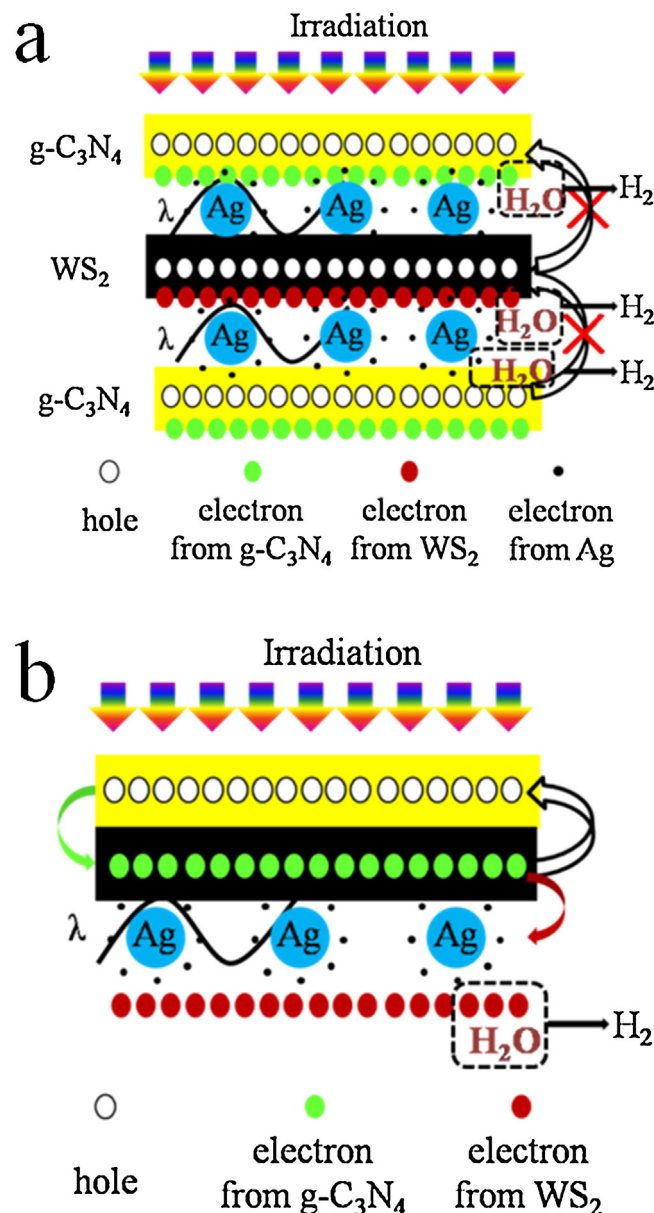 a
Irradiation
g-C₃N₄
λ Ag Ag Ag H₂O H₂
WS₂
λ Ag Ag Ag H₂O H₂
H₂O H₂
g-C₃N₄
hole
electron
from g-C₃N₄
electron
from WS₂
electron
from Ag
b
Irradiation
λ Ag Ag Ag
H₂O H₂
hole
electron
from g-C₃N₄
electron
from WS₂